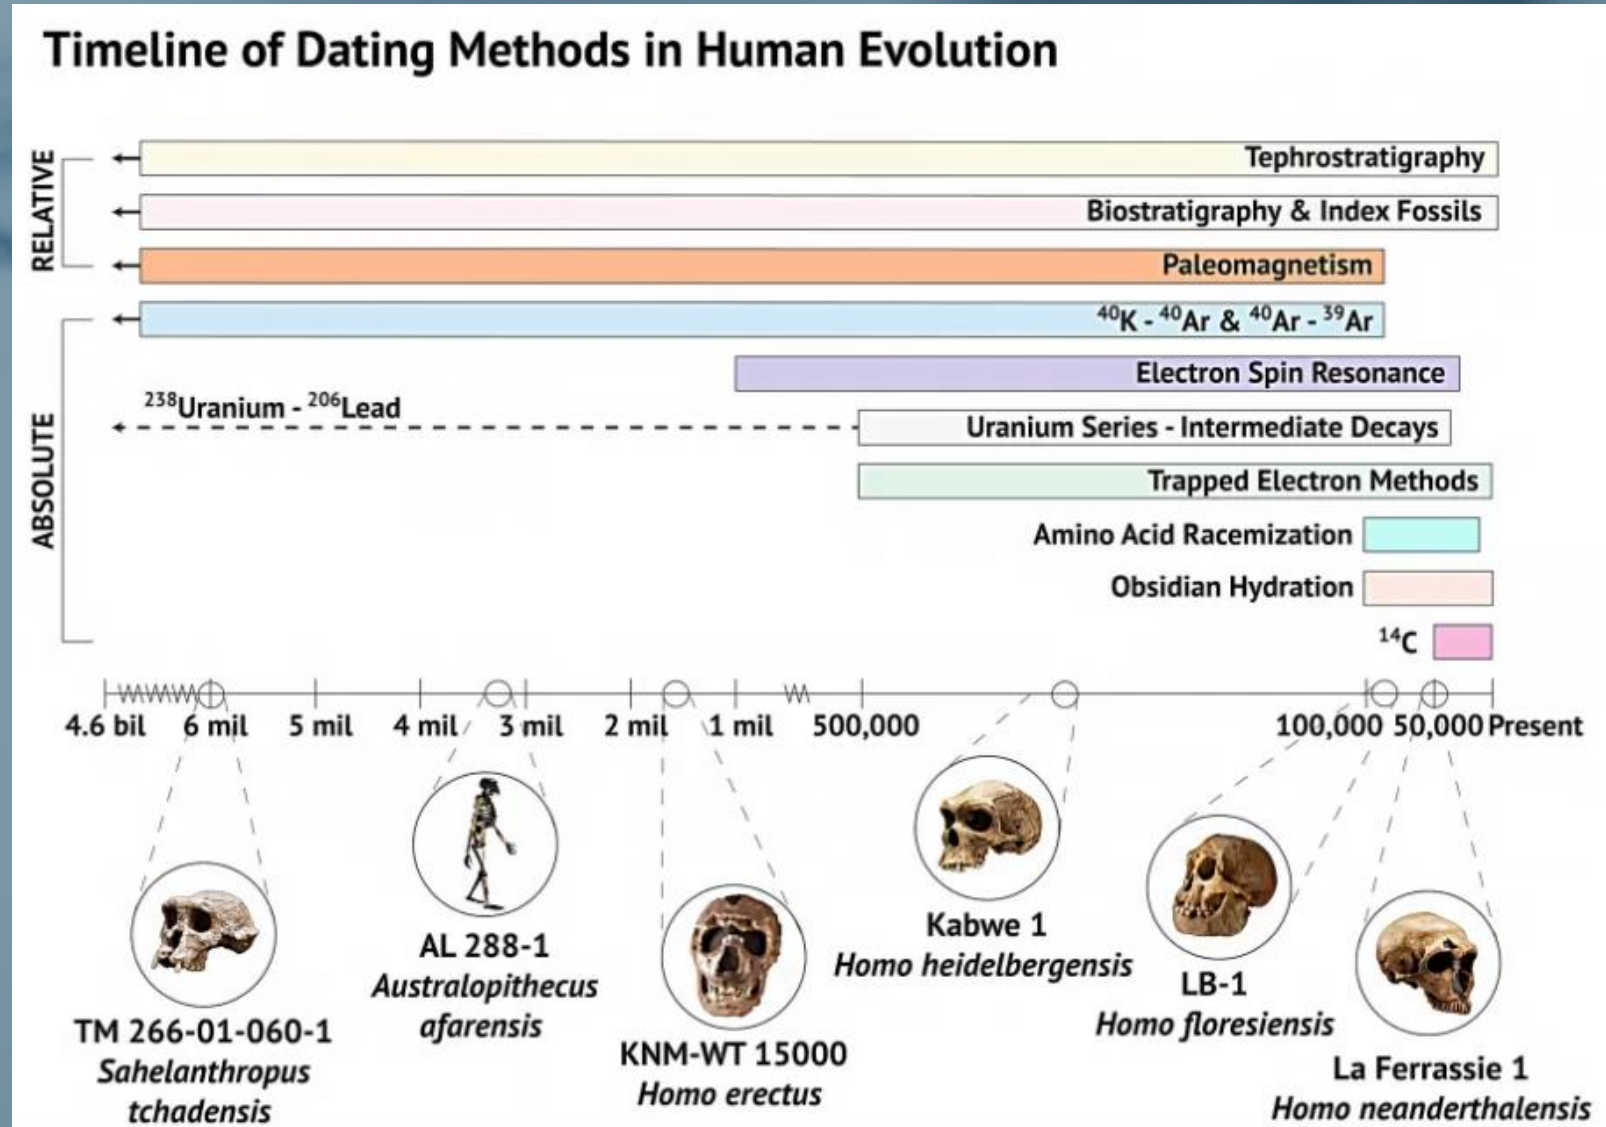 Timeline of Dating Methods in Human Evolution
RELATIVE
Tephrostratigraphy
Biostratigraphy & Index Fossils
Paleomagnetism
ABSOLUTE
⁴⁰K - ⁴⁰Ar & ⁴⁰Ar - ³⁹Ar
Electron Spin Resonance
²³⁸Uranium - ²⁰⁶Lead
Uranium Series - Intermediate Decays
Trapped Electron Methods
Amino Acid Racemization
Obsidian Hydration
¹⁴C
4.6 bil 6 mil 5 mil 4 mil 3 mil 2 mil 1 mil 500,000 100,000 50,000 Present
TM 266-01-060-1
Sahelanthropus
tchadensis
AL 288-1
Australopithecus
afarensis
KNM-WT 15000
Homo erectus
Kabwe 1
Homo heidelbergensis
LB-1
Homo floresiensis
La Ferrassie 1
Homo neanderthalensis